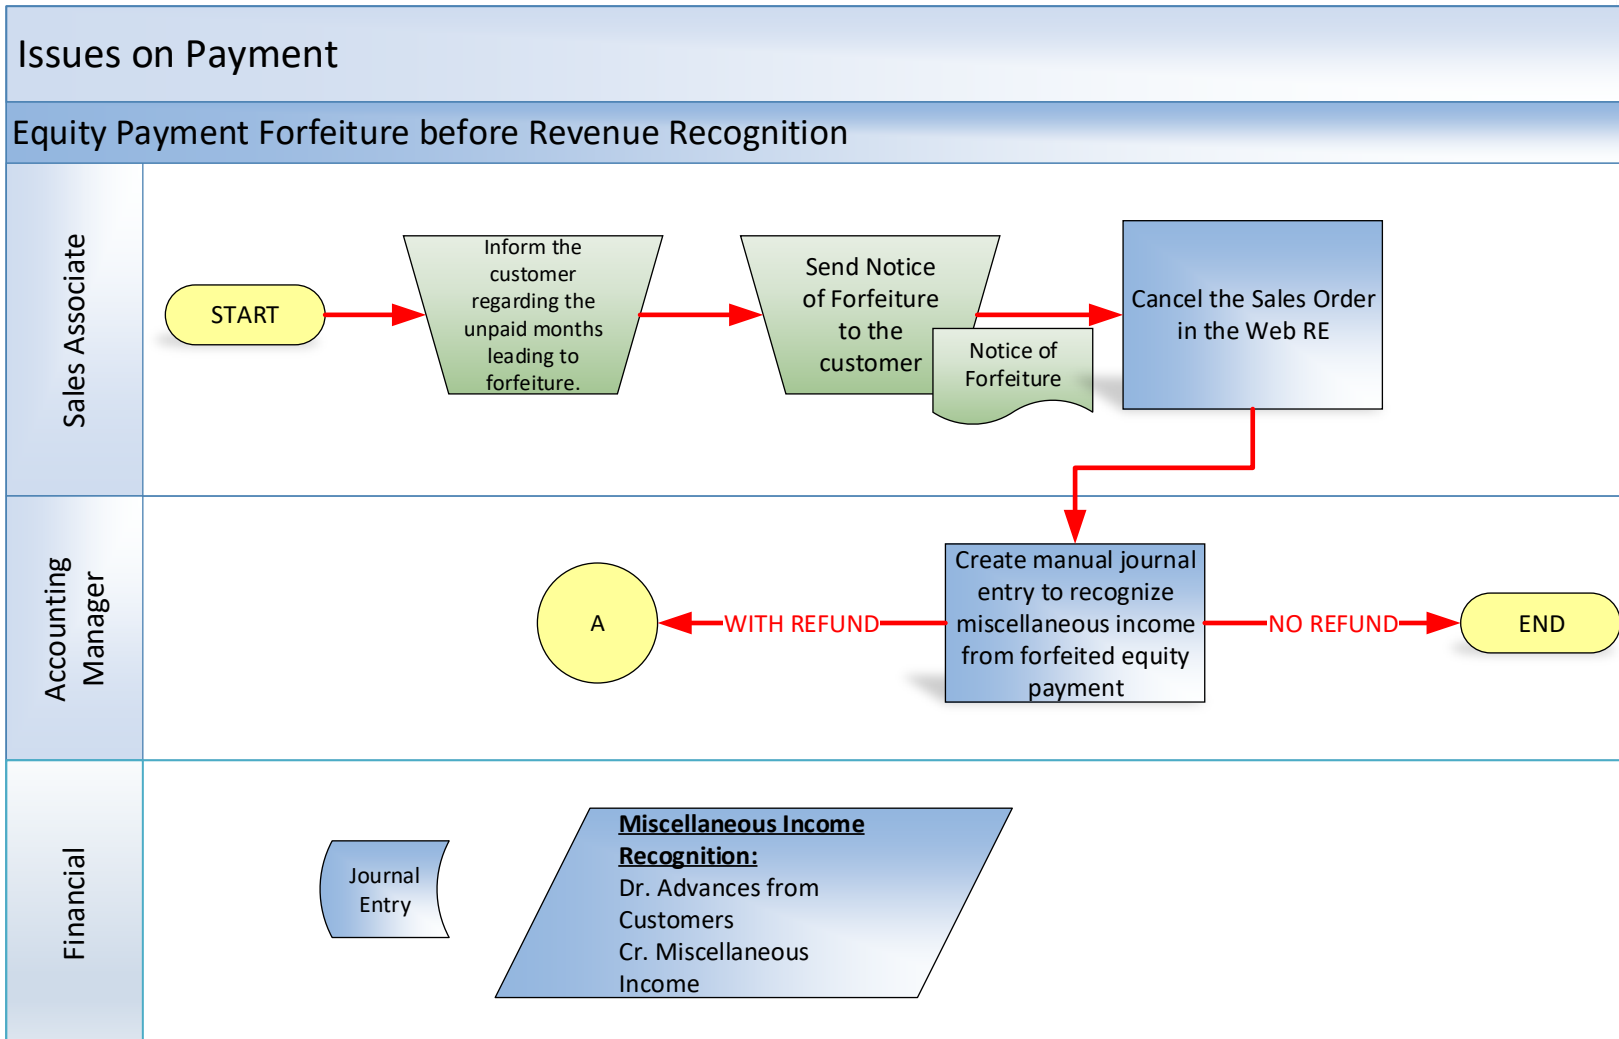 Issues on Payment
Equity Payment Forfeiture before Revenue Recognition
Sales Associate
START
Inform the
customer
regarding the
unpaid months
leading to
forfeiture.
Send Notice
of Forfeiture
to the
customer
Notice of
Forfeiture
Cancel the Sales Order
in the Web RE
Accounting
Manager
A
WITH REFUND
Create manual journal
entry to recognize
miscellaneous income
from forfeited equity
payment
NO REFUND
END
Financial
Journal
Entry
Miscellaneous Income
Recognition:
Dr. Advances from
Customers
Cr. Miscellaneous
Income